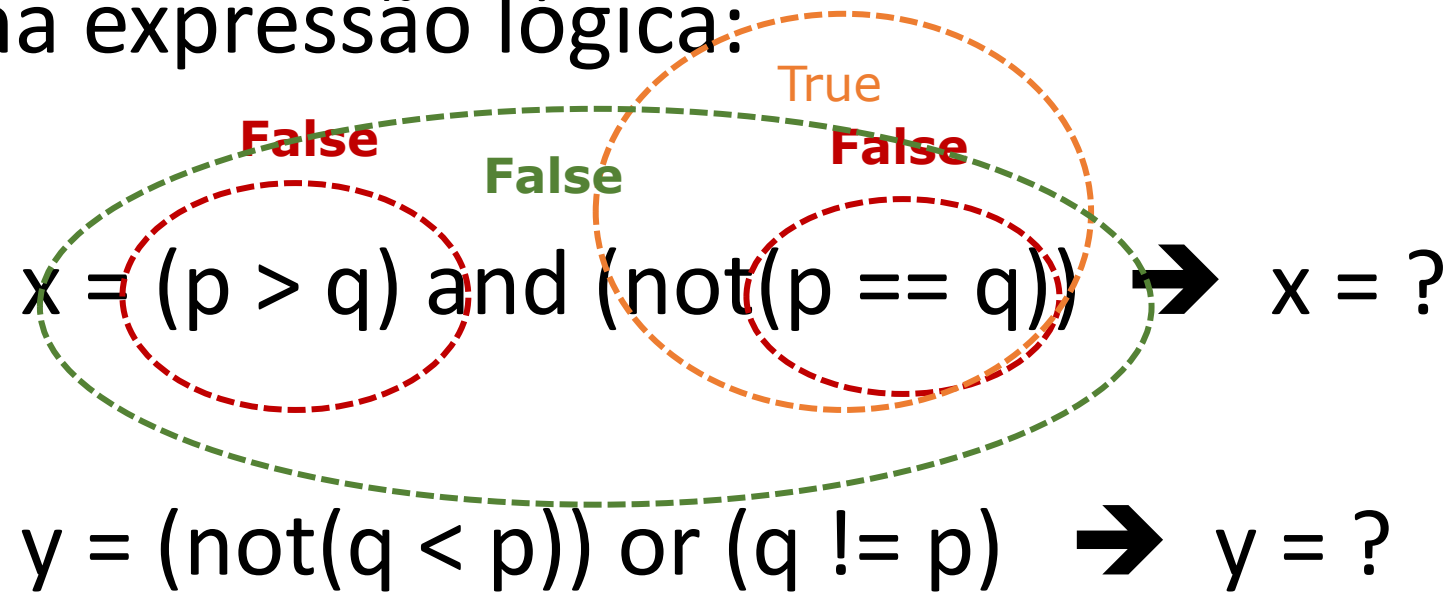 expressão lógica:
True
False
False
False
x = (p > q) and (not(p == q)) ➔ x = ?
y = (not(q < p)) or (q != p) ➔ y = ?